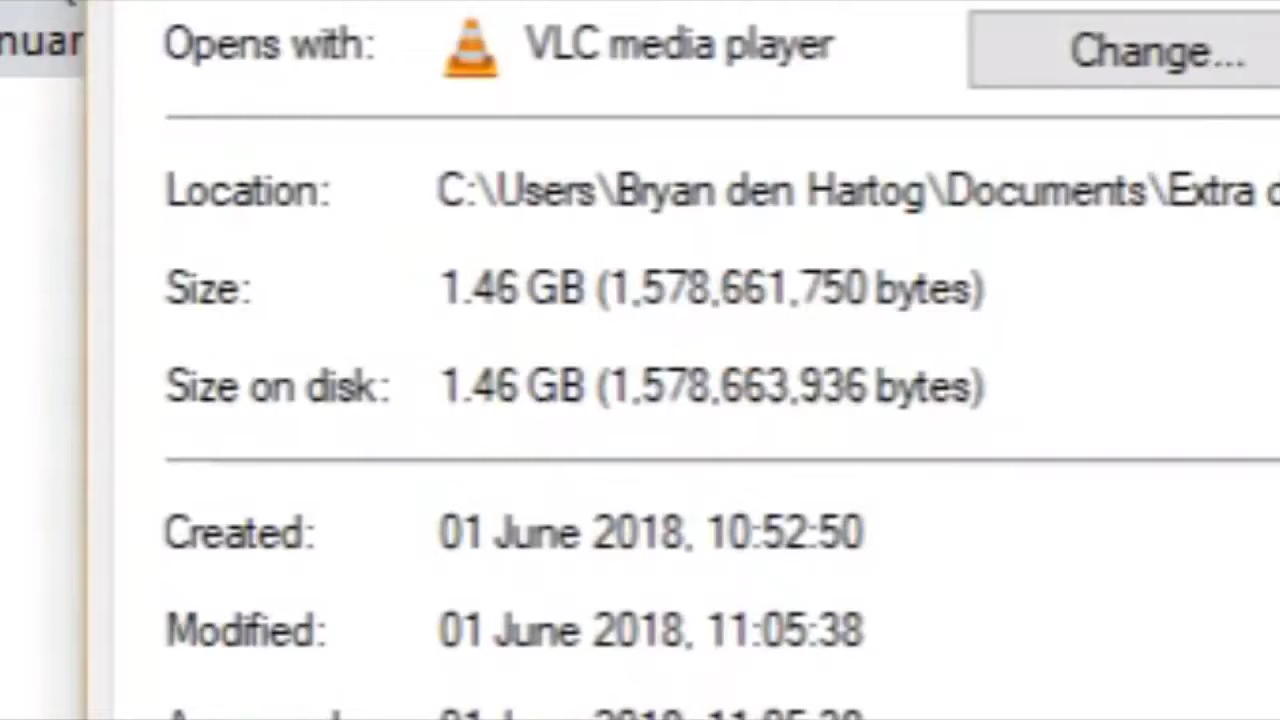 nuar
Opens with: VLC media player Change...
Location: C:\Users\Bryan den Hartog\Documents\Extra d
Size: 1.46 GB (1,578,661,750 bytes)
Size on disk: 1.46 GB (1,578,663,936 bytes)
Created: 01 June 2018, 10:52:50
Modified: 01 June 2018, 11:05:38